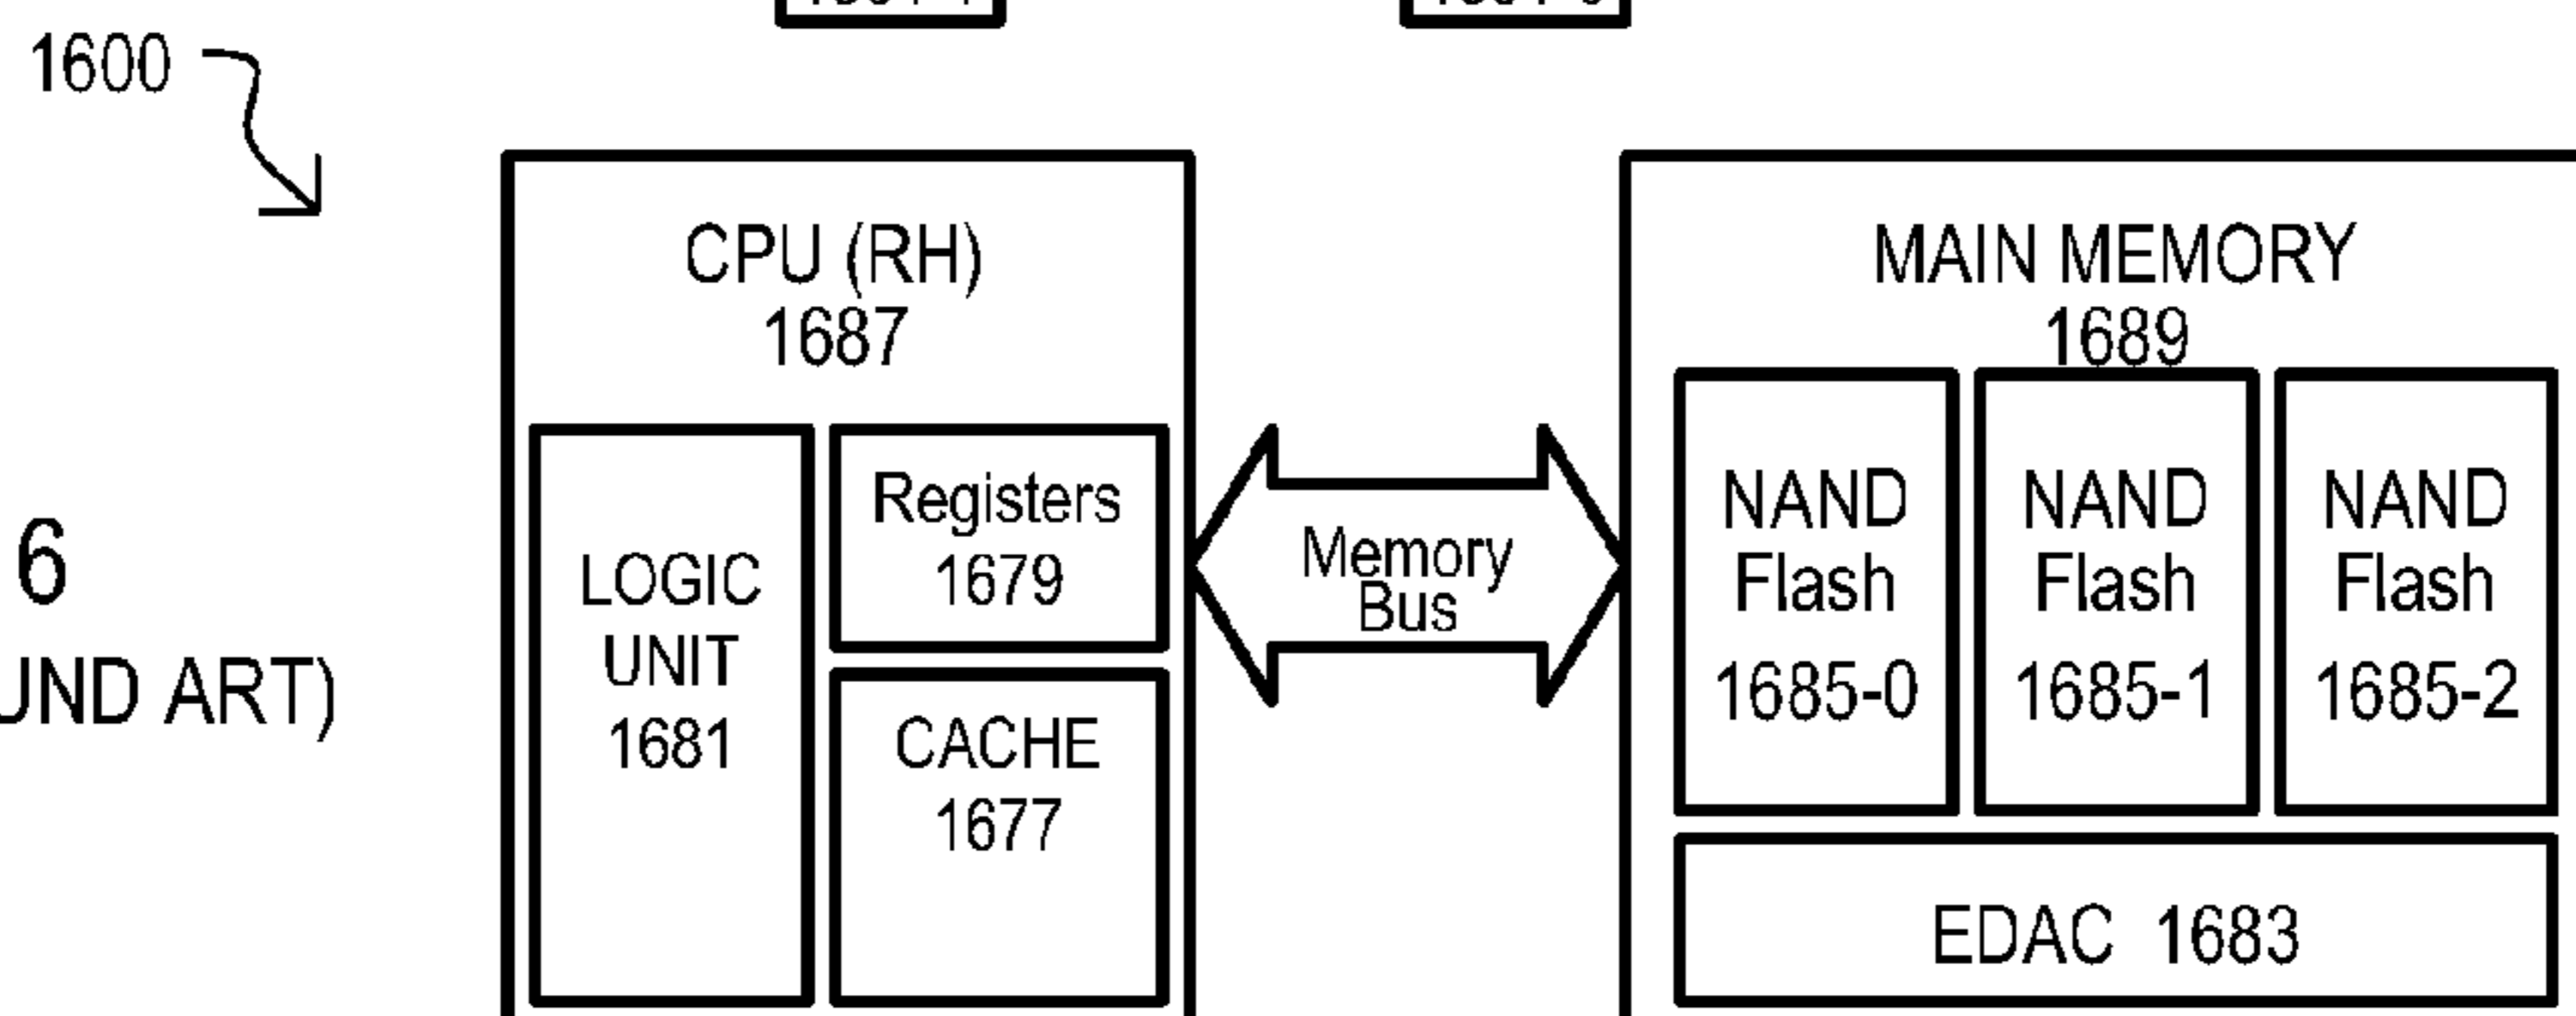 1600
CPU (RH)
1687
LOGIC
UNIT
1681
Registers
1679
CACHE
1677
Memory
Bus
MAIN MEMORY
1689
NAND
Flash
1685-0
NAND
Flash
1685-1
NAND
Flash
1685-2
EDAC 1683
6
UND ART)